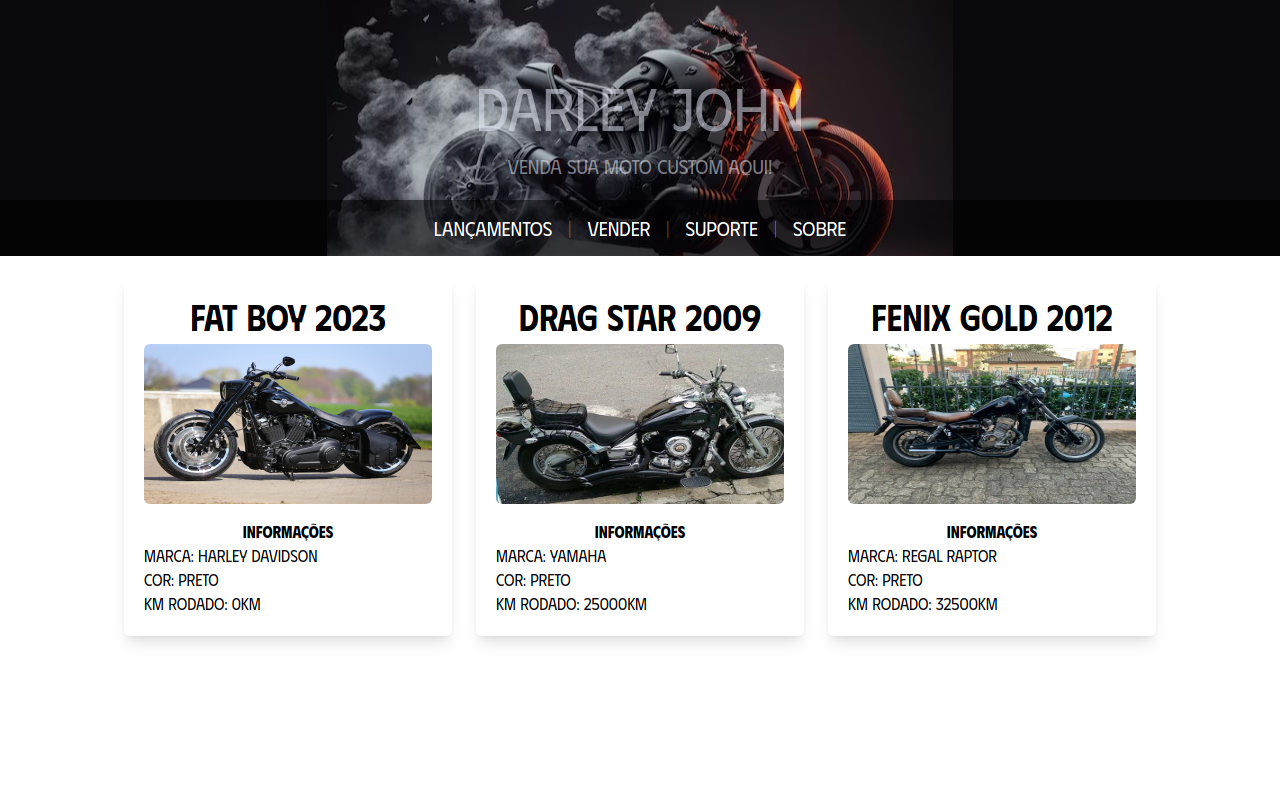 DARLEY JOHN
VENDA SUA MOTO CUSTOM AQUI!
LANÇAMENTOS | VENDER | SUPORTE | SOBRE
FAT BOY 2023
DRAG STAR 2009
FENIX GOLD 2012
INFORMAÇÕES
MARCA: HARLEY DAVIDSON
COR: PRETO
KM RODADO: 0KM
INFORMAÇÕES
MARCA: YAMAHA
COR: PRETO
KM RODADO: 25000KM
INFORMAÇÕES
MARCA: REGAL RAPTOR
COR: PRETO
KM RODADO: 32500KM